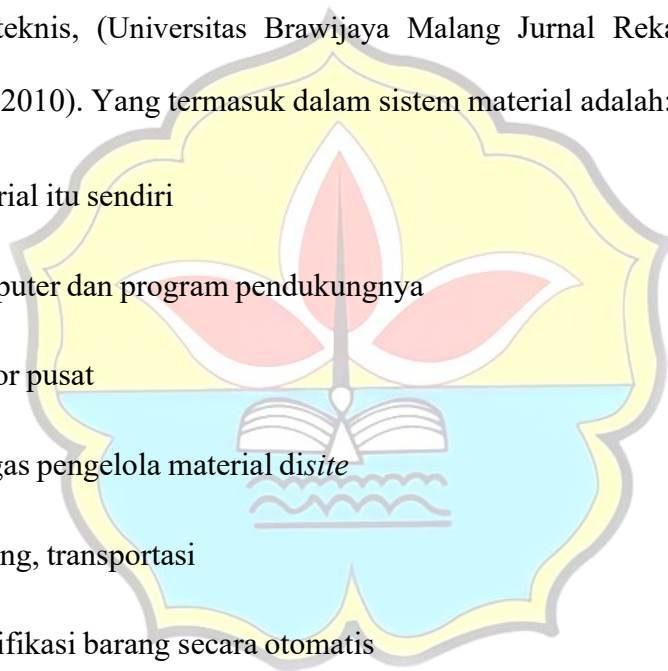 teknis, (Universitas Brawijaya Malang Jurnal Reka
2010). Yang termasuk dalam sistem material adalah:
rial itu sendiri
puter dan program pendukungnya
or pusat
gas pengelola material disite
ng, transportasi
ifikasi barang secara otomatis